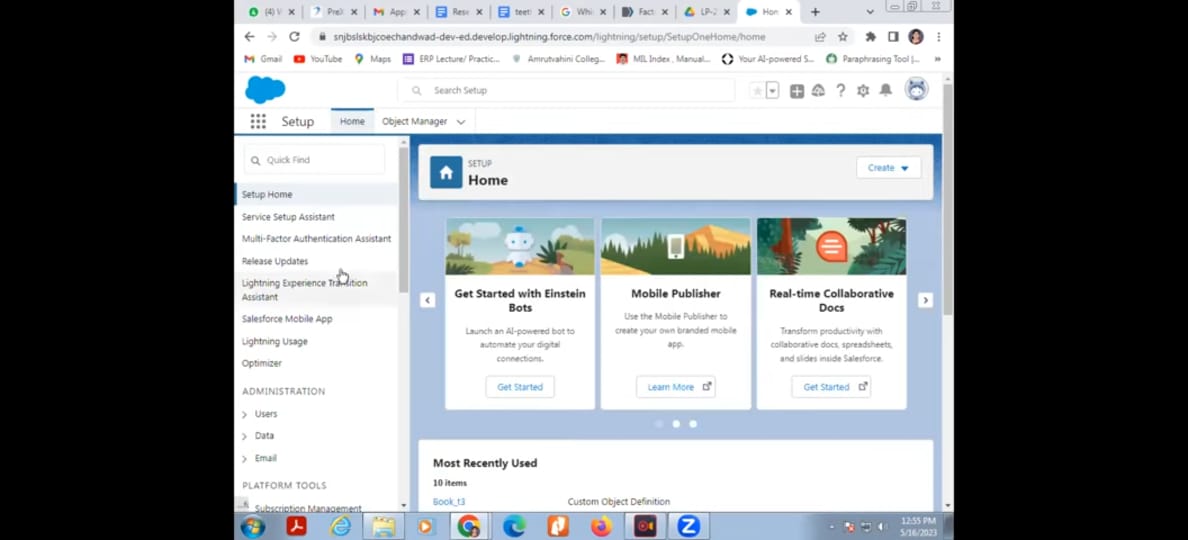 (4) V
PreX
App
Rese
teet
Whi
Fact
LP-2
Hon
snjbslskbjcoechandwad-dev-ed.develop.lightning.force.com/lightning/setup/SetupOneHome/home
Gmail
YouTube
Maps
ERP Lecture/ Practic...
Amrutvahini Colleg...
MIL Index , Manual...
Your AI-powered S...
Paraphrasing Tool |...
»
Search Setup
Setup
Home
Object Manager
Quick Find
Setup Home
Service Setup Assistant
Multi-Factor Authentication Assistant
Release Updates
Lightning Experience Transition
Assistant
Salesforce Mobile App
Lightning Usage
Optimizer
ADMINISTRATION
Users
Data
Email
PLATFORM TOOLS
Subscription Management
SETUP
Home
Create
Get Started with Einstein
Bots
Launch an AI-powered bot to
automate your digital
connections.
Get Started
Mobile Publisher
Use the Mobile Publisher to
create your own branded mobile
app.
Learn More
Real-time Collaborative
Docs
Transform productivity with
collaborative docs, spreadsheets,
and slides inside Salesforce.
Get Started
Most Recently Used
10 items
Book_t3
Custom Object Definition
12:55 PM
5/16/2023